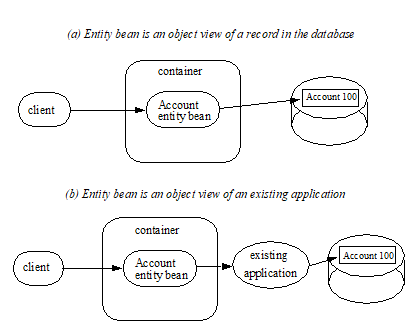 (a) Entity bean is an object view of a record in the database
container
client
Account
entity bean
Account 100
(b) Entity bean is an object view of an existing application
container
client
Account
entity bean
existing
application
Account 100